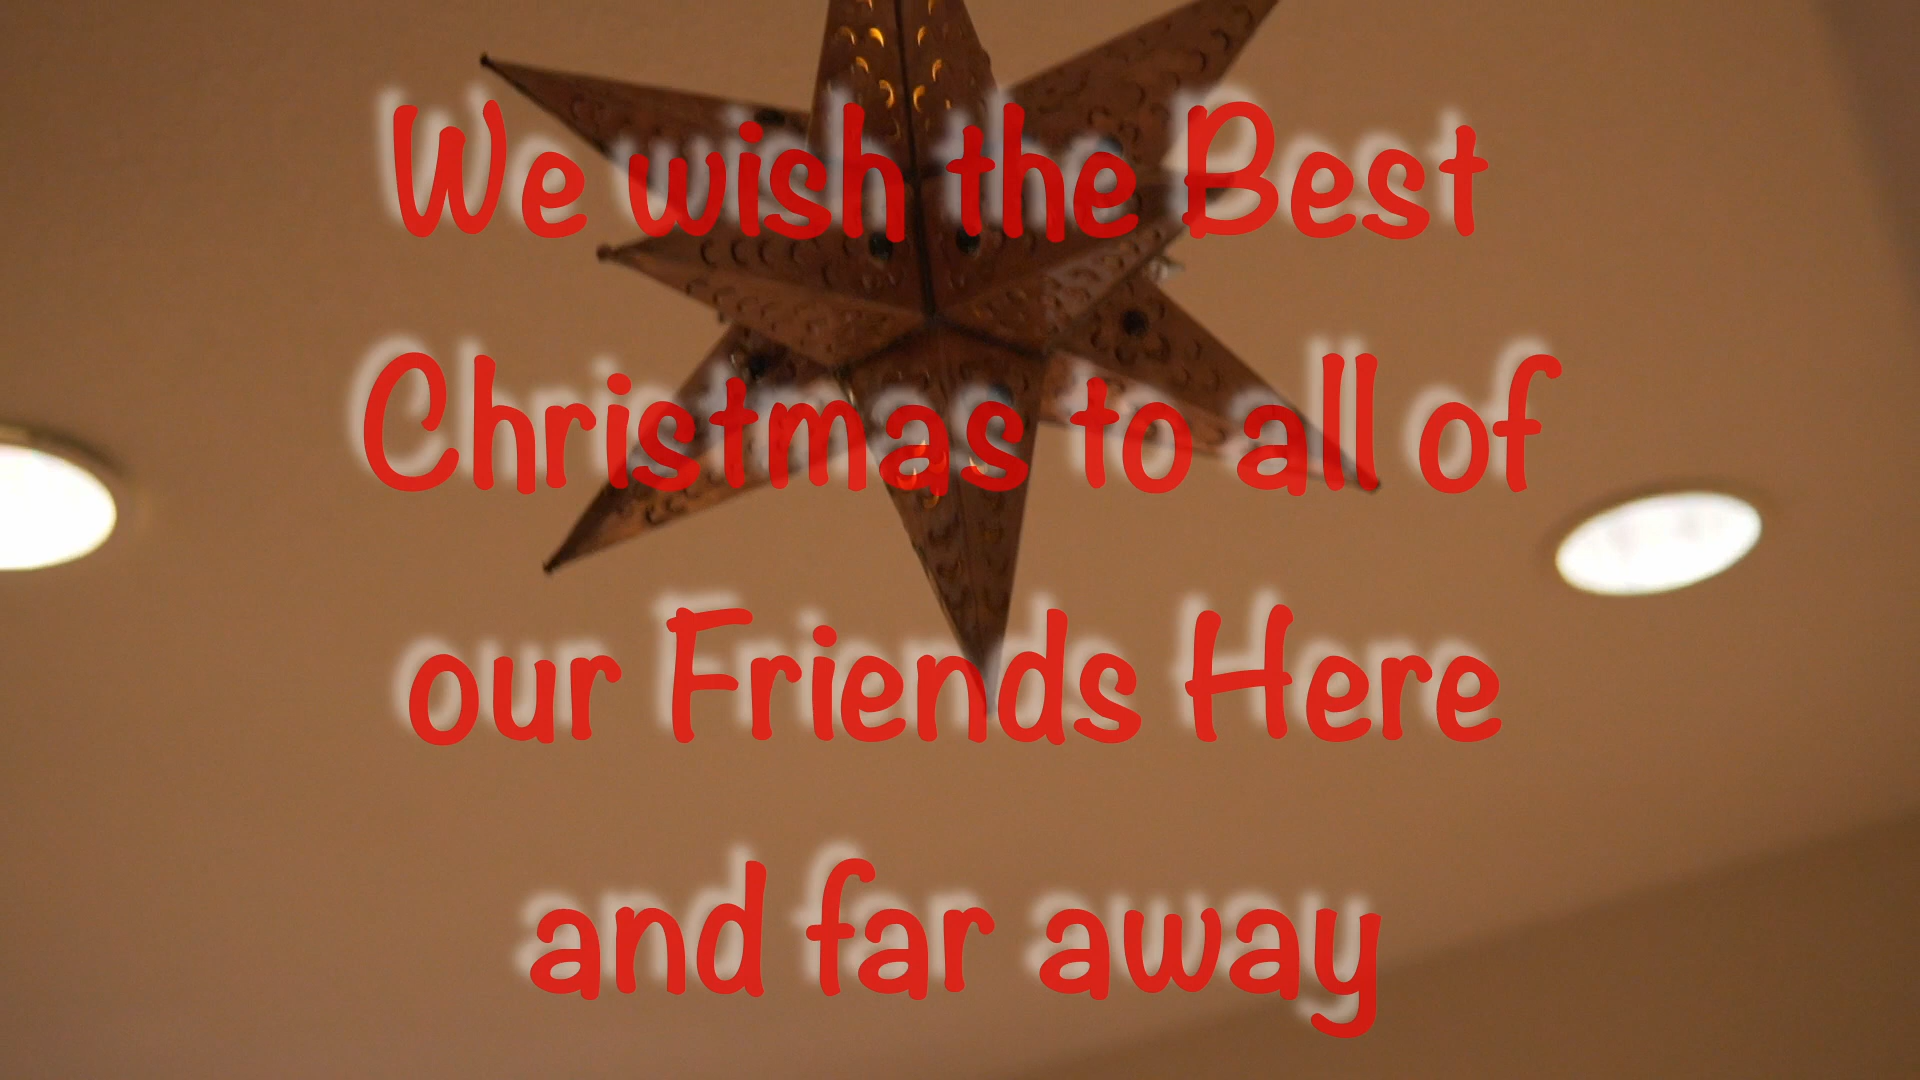 We wish the Best
Christmas to all of
our Friends Here
and far away